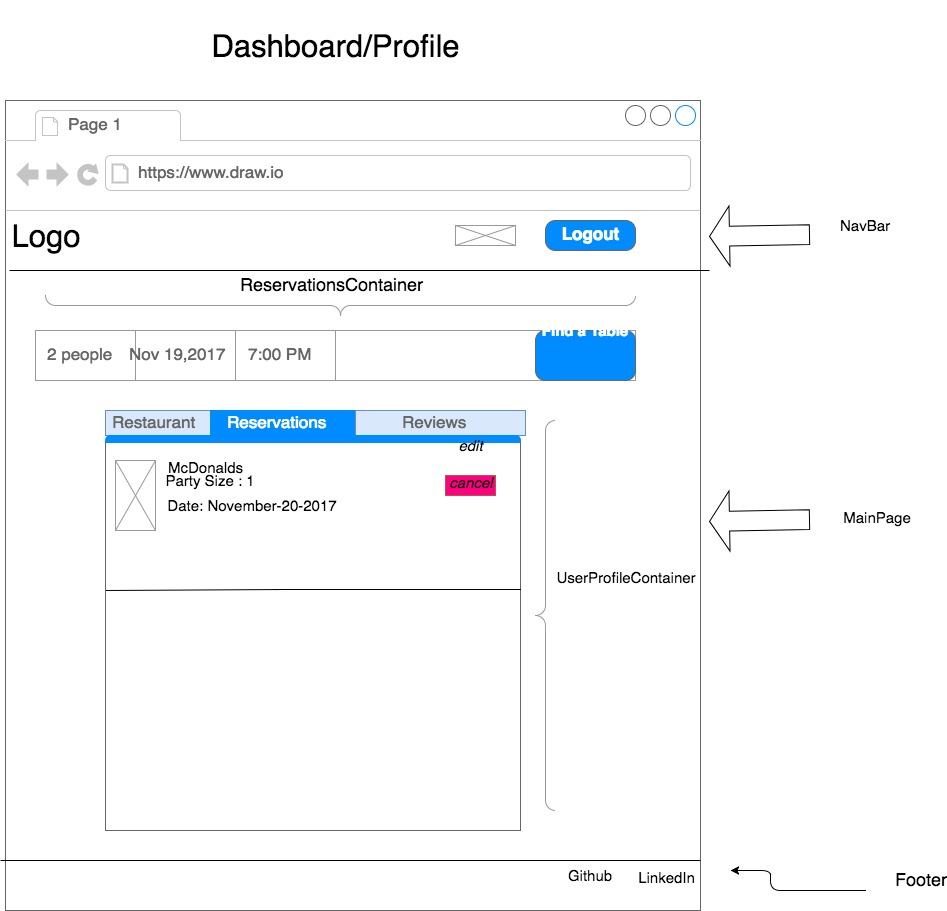 Dashboard/Profile
Page 1
https://www.draw.io
Logo
Logout
NavBar
ReservationsContainer
2 people
Nov 19,2017
7:00 PM
Find a Table
Restaurant
Reservations
Reviews
edit
McDonalds
Party Size : 1
cancel
Date: November-20-2017
MainPage
UserProfileContainer
Github
LinkedIn
Footer